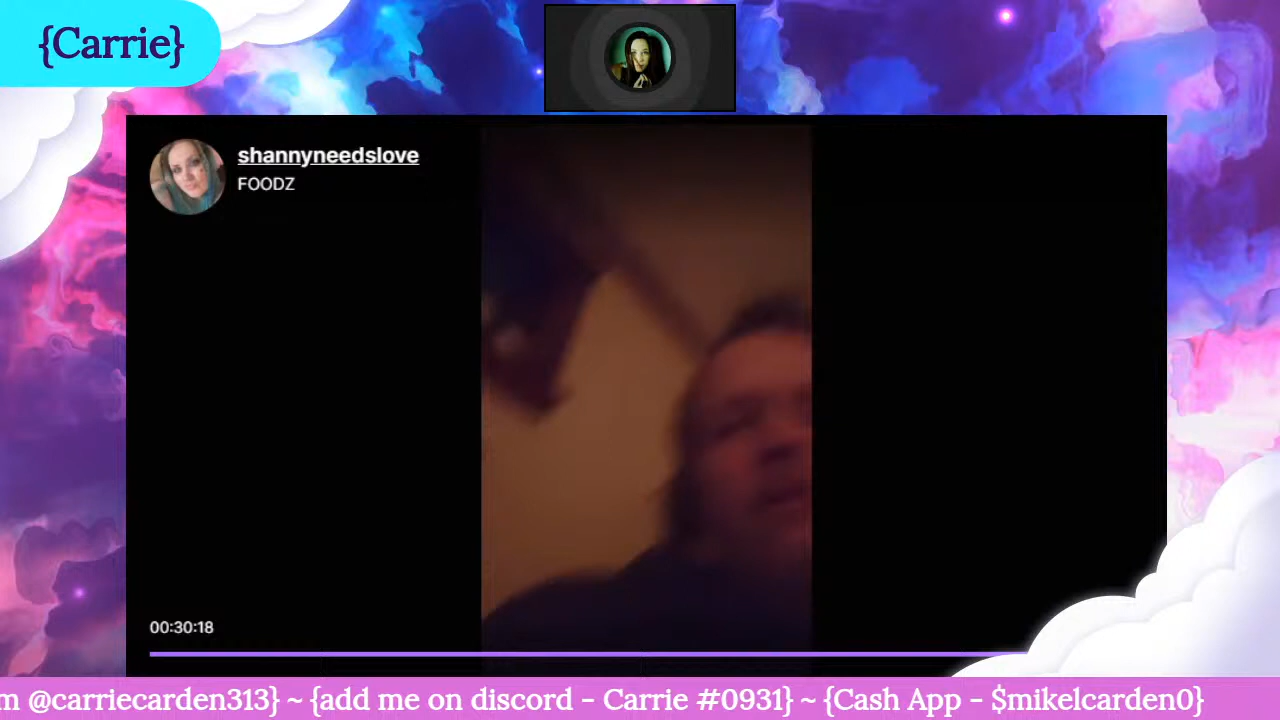 {Carrie}
shannyneedslove
FOODZ
00:30:18
m @carriecarden313} ~ {add me on discord - Carrie #0931} ~ {Cash App - $mikelcarden0}